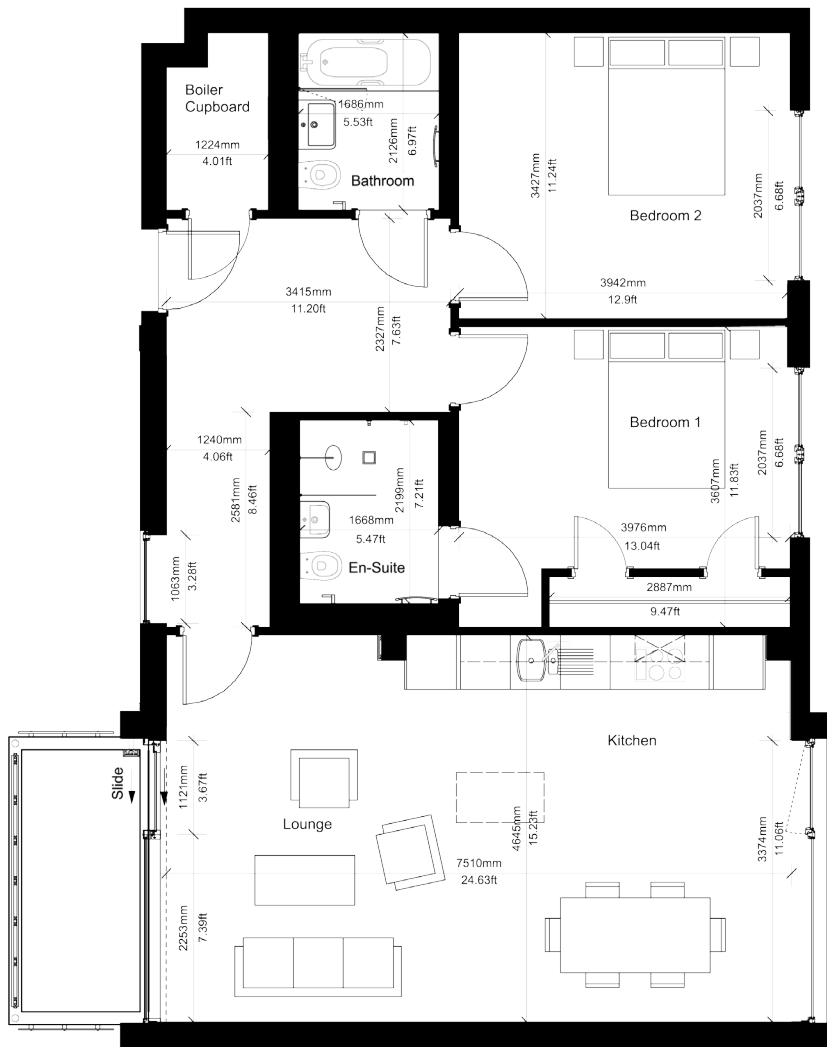 Boiler
Cupboard
1224mm
4.01ft
1686mm
5.53ft
2126mm
6.97ft
Bathroom
3427mm
11.24ft
Bedroom 2
2037mm
6.68ft
3942mm
12.9ft
3415mm
11.20ft
2327mm
7.63ft
Bedroom 1
2037mm
6.68ft
3607mm
11.83ft
3976mm
13.04ft
2887mm
9.47ft
1240mm
4.06ft
2581mm
8.46ft
2199mm
7.21ft
1668mm
5.47ft
En-Suite
1063mm
3.28ft
Kitchen
Slide
1121mm
3.67ft
Lounge
4645mm
15.23ft
3374mm
11.06ft
7510mm
24.63ft
2253mm
7.39ft